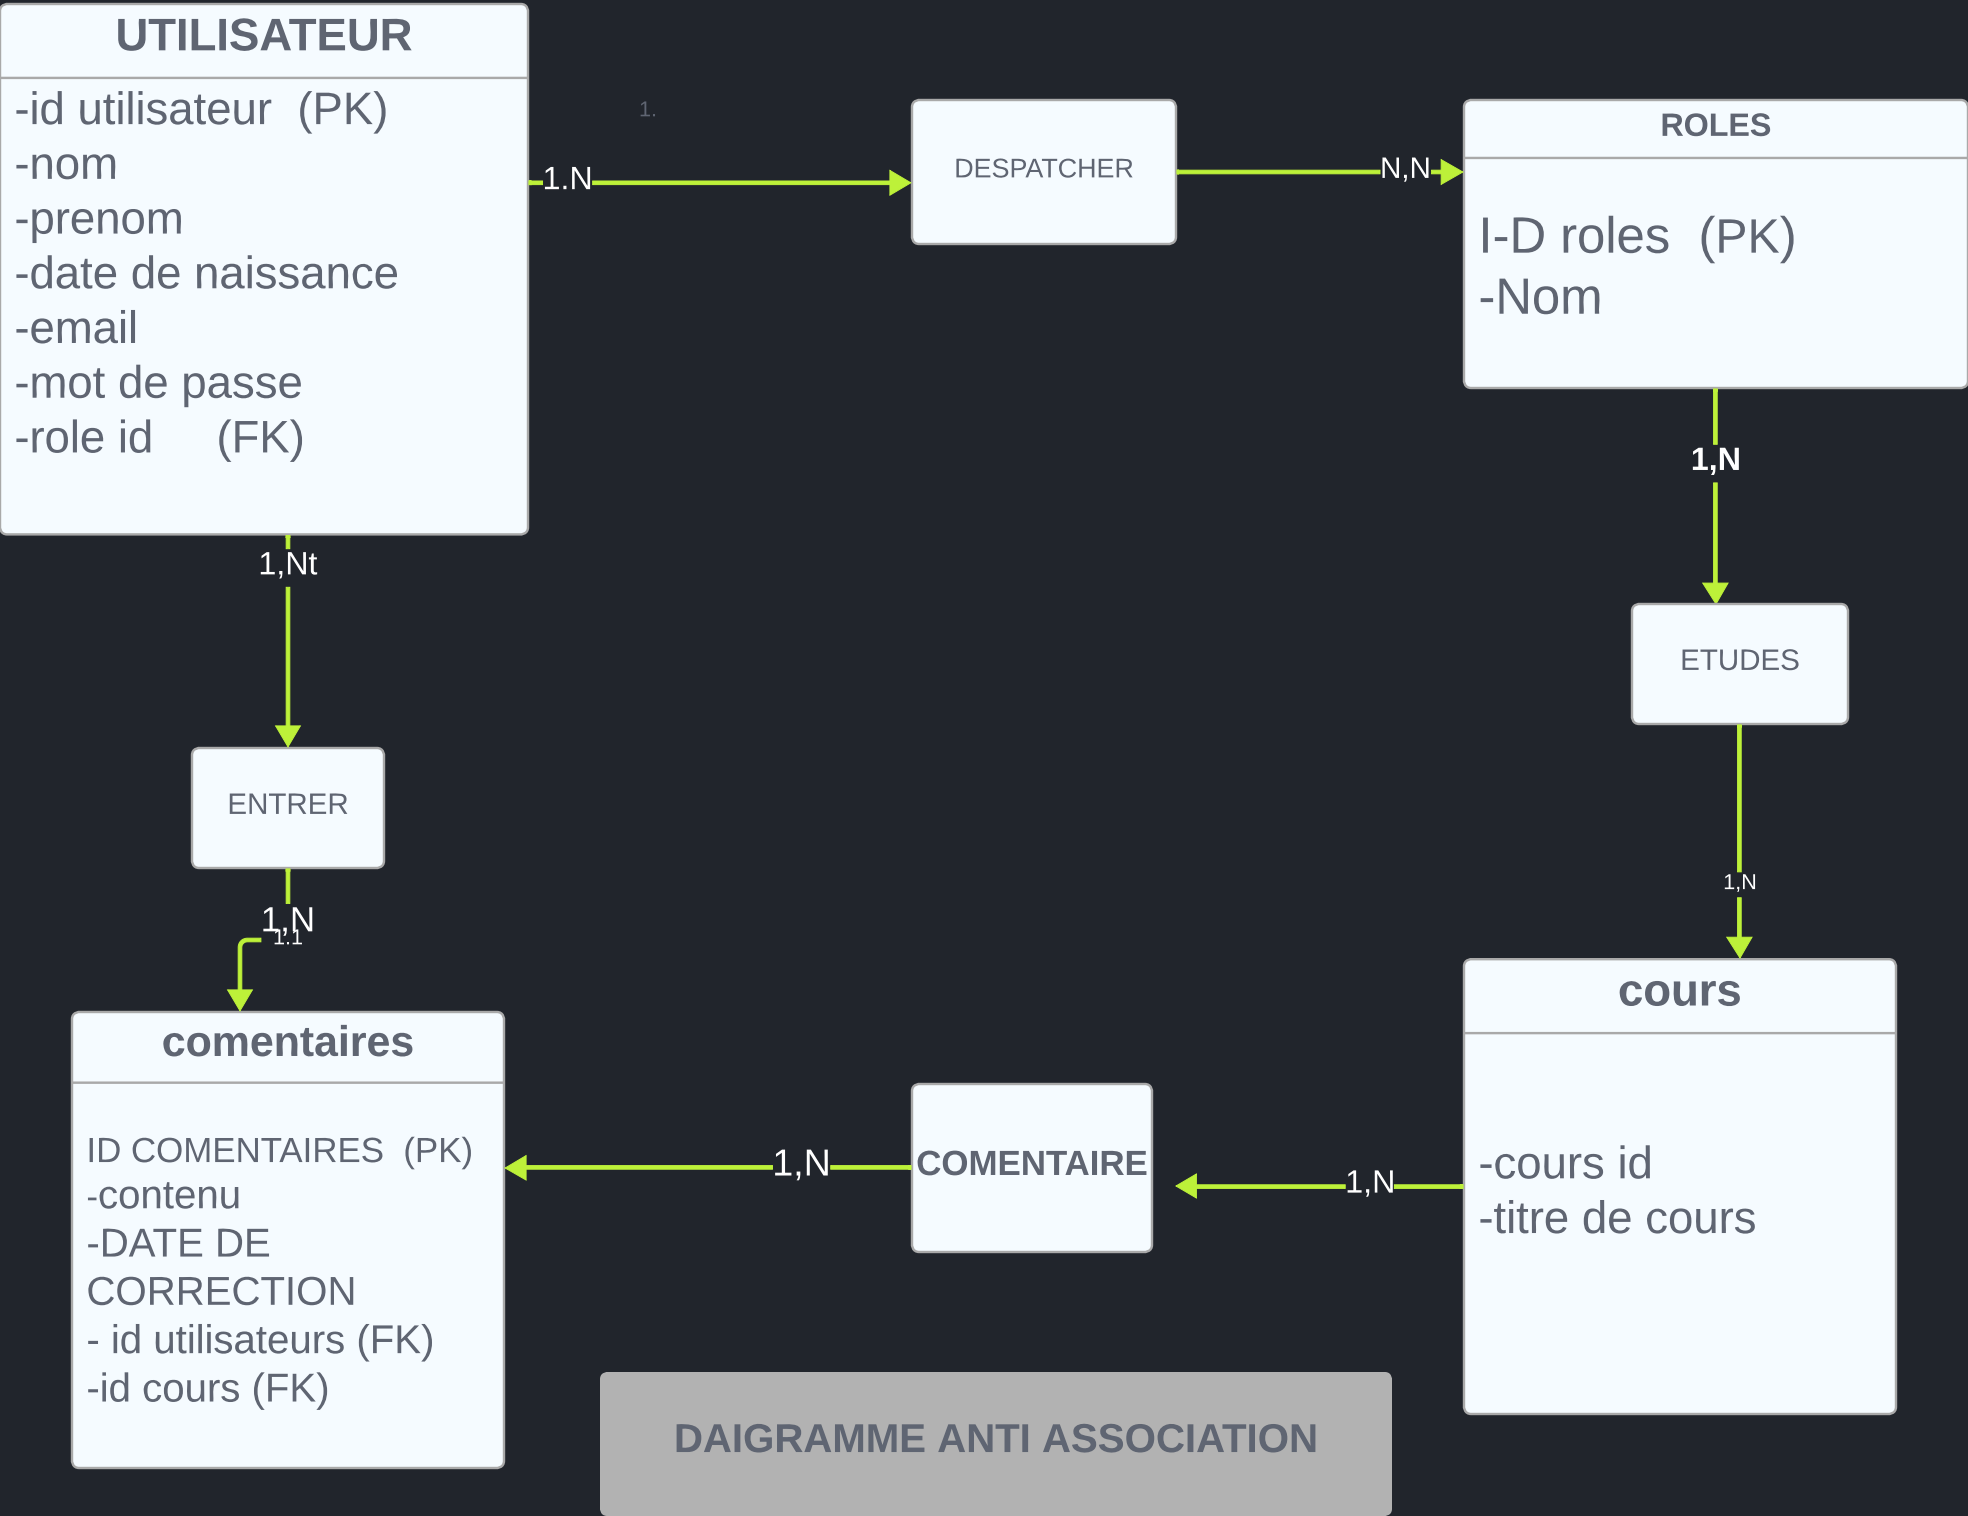 UTILISATEUR
-id utilisateur (PK)
-nom
-prenom
-date de naissance
-email
-mot de passe
-role id (FK)
1.
1.N
DESPATCHER
N,N
ROLES
I-D roles (PK)
-Nom
1,N
1,Nt
ETUDES
ENTRER
1,N
1,N
1.1
cours
-cours id
-titre de cours
comentaires
ID COMENTAIRES (PK)
-contenu
-DATE DE
CORRECTION
- id utilisateurs (FK)
-id cours (FK)
1,N
COMENTAIRE
1,N
DAIGRAMME ANTI ASSOCIATION